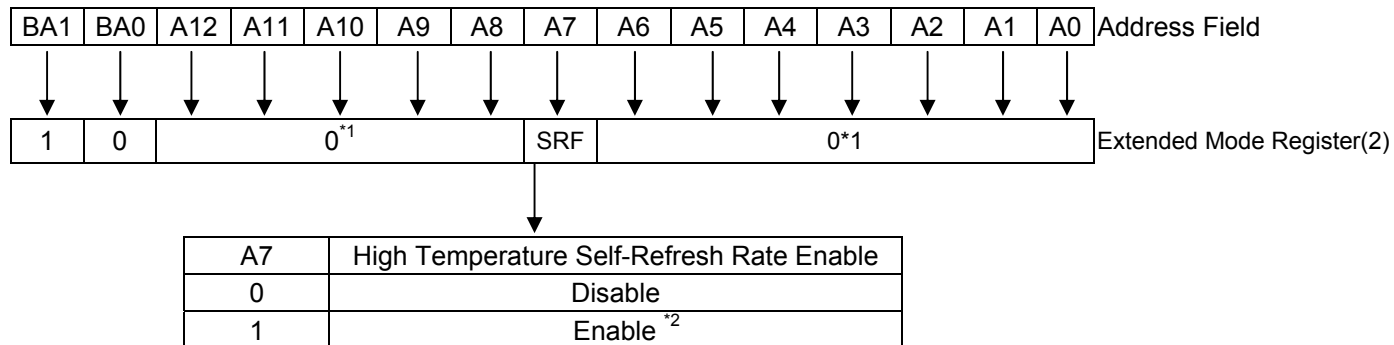 BA1 BA0 A12 A11 A10 A9 A8 A7 A6 A5 A4 A3 A2 A1 A0 Address Field
1 0 0*1 SRF 0*1 Extended Mode Register(2)
A7 High Temperature Self-Refresh Rate Enable
0 Disable
1 Enable *2